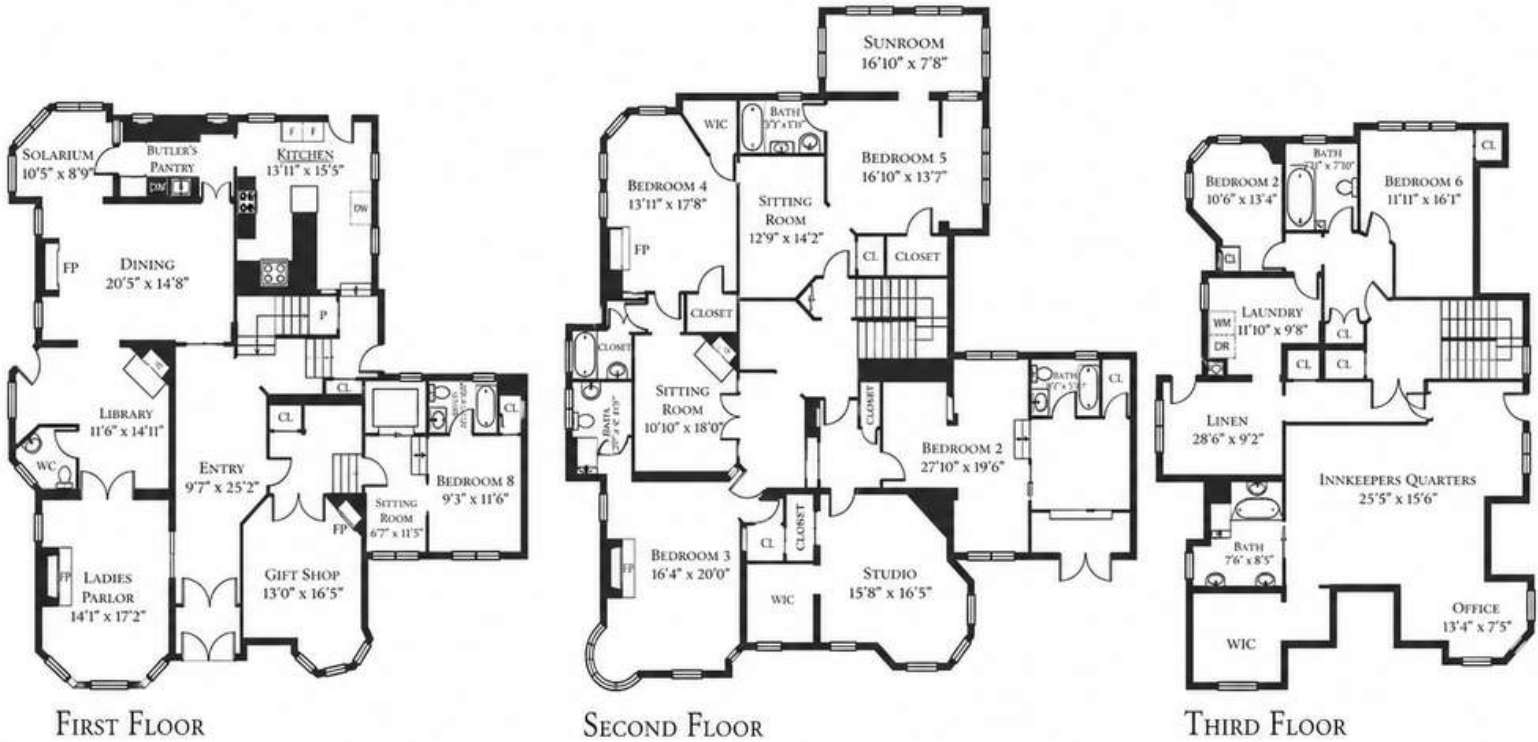 SOLARIUM
10'5" x 8'9"
BUTLER'S
PANTRY
DW
F F
KITCHEN
13'11" x 15'5"
DW
FP
DINING
20'5" x 14'8"
P
LIBRARY
11'6" x 14'11"
WC
CL
CL
CL
ENTRY
9'7" x 25'2"
BEDROOM 8
9'3" x 11'6"
SITTING
ROOM
6'7" x 11'5"
FP
FP
LADIES
PARLOR
14'1" x 17'2"
GIFT SHOP
13'0" x 16'5"
FIRST FLOOR
SUNROOM
16'10" x 7'8"
WIC
BATH
BEDROOM 5
16'10" x 13'7"
BEDROOM 4
13'11" x 17'8"
SITTING
ROOM
12'9" x 14'2"
FP
CL
CLOSET
CLOSET
CLOSET
SITTING
ROOM
10'10" x 18'0"
BATH
CLOSET
BATH
CL
BEDROOM 2
27'10" x 19'6"
CL
CLOSET
BEDROOM 3
16'4" x 20'0"
FP
WIC
STUDIO
15'8" x 16'5"
SECOND FLOOR
BATH
CL
BEDROOM 2
10'6" x 13'4"
BEDROOM 6
11'11" x 16'1"
CL
LAUNDRY
11'10" x 9'8"
WM
DR
CL
CL
CL
LINEN
28'6" x 9'2"
INNKEEPERS QUARTERS
25'5" x 15'6"
BATH
7'6" x 8'5"
WIC
OFFICE
13'4" x 7'5"
THIRD FLOOR